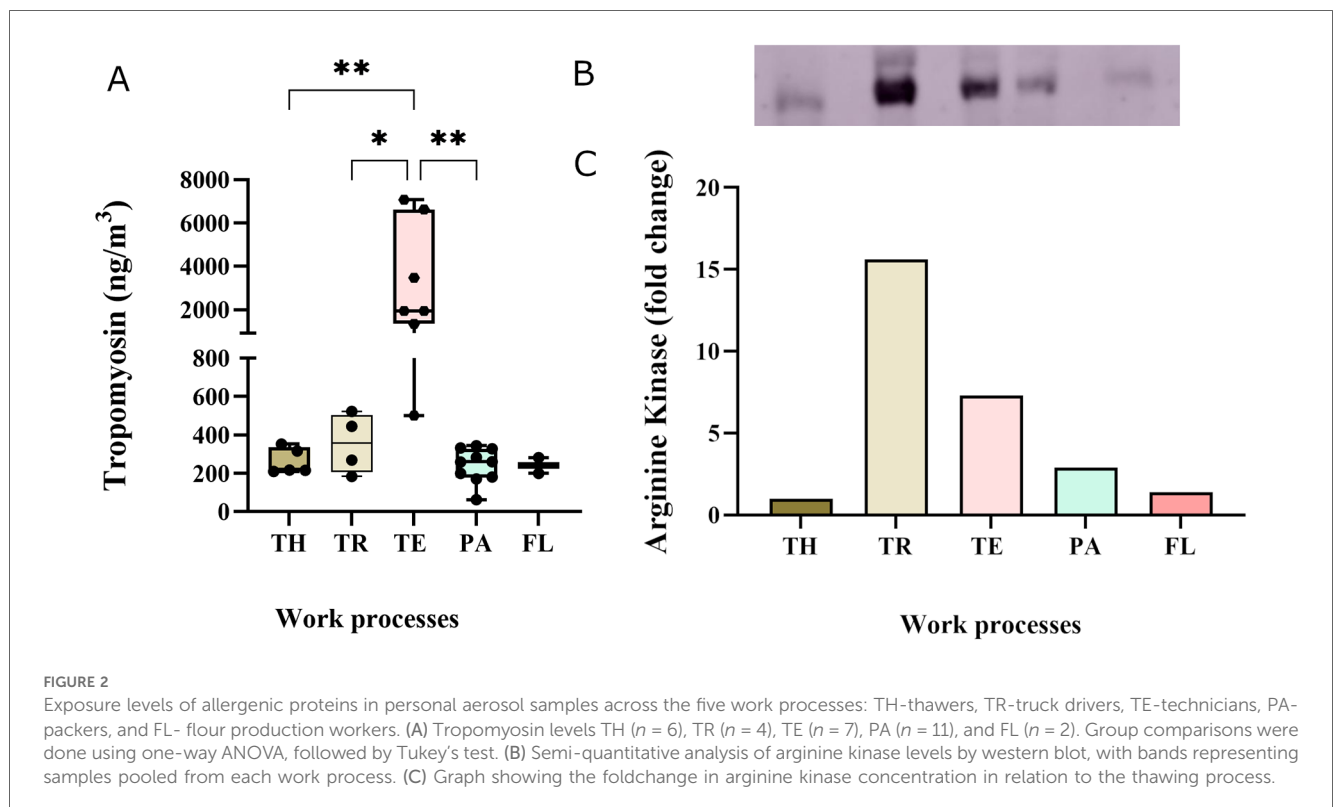 A
**
*
**
Tropomyosin (ng/m³)
8000
6000
4000
2000
800
600
400
200
0
TH TR TE PA FL
Work processes
B
C
Arginine Kinase (fold change)
20
15
10
5
0
TH TR TE PA FL
Work processes
FIGURE 2
Exposure levels of allergenic proteins in personal aerosol samples across the five work processes: TH-thawers, TR-truck drivers, TE-technicians, PA-
packers, and FL- flour production workers. (A) Tropomyosin levels TH (n = 6), TR (n = 4), TE (n = 7), PA (n = 11), and FL (n = 2). Group comparisons were
done using one-way ANOVA, followed by Tukey’s test. (B) Semi-quantitative analysis of arginine kinase levels by western blot, with bands representing
samples pooled from each work process. (C) Graph showing the foldchange in arginine kinase concentration in relation to the thawing process.